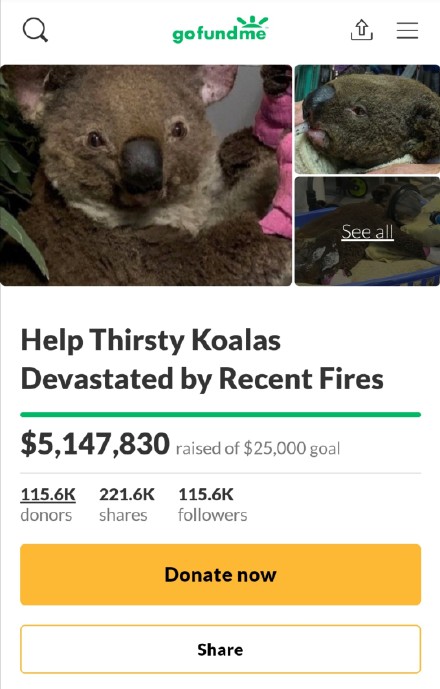 gofundme
See all
Help Thirsty Koalas
Devastated by Recent Fires
$5,147,830 raised of $25,000 goal
115.6K 221.6K 115.6K
donors shares followers
Donate now
Share